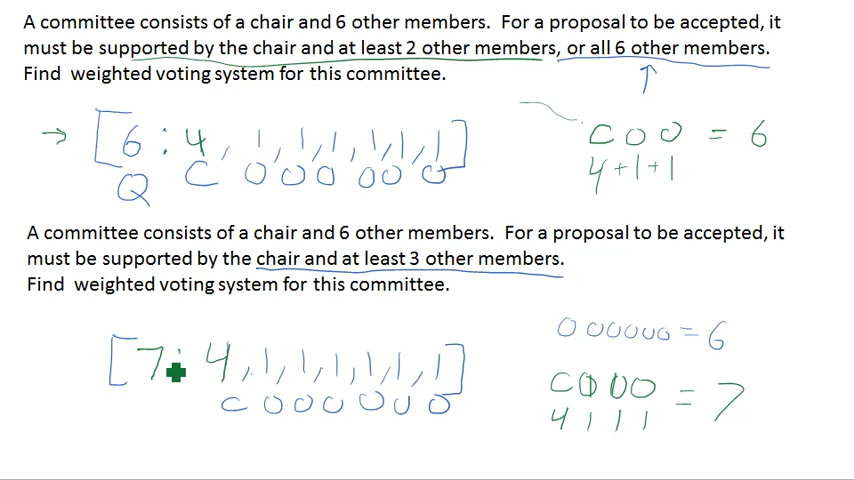 A committee consists of a chair and 6 other members.  For a proposal to be accepted, it
must be supported by the chair and at least 2 other members, or all 6 other members.
Find  weighted voting system for this committee.
→ [6 : 4, 1, 1, 1, 1, 1, 1]
Q C O O O O O O
C O O = 6
4 + 1 + 1
A committee consists of a chair and 6 other members.  For a proposal to be accepted, it
must be supported by the chair and at least 3 other members.
Find  weighted voting system for this committee.
[7 : 4, 1, 1, 1, 1, 1, 1]
C O O O O O O
O O O O O O = 6
C O O O = 7
4 1 1 1